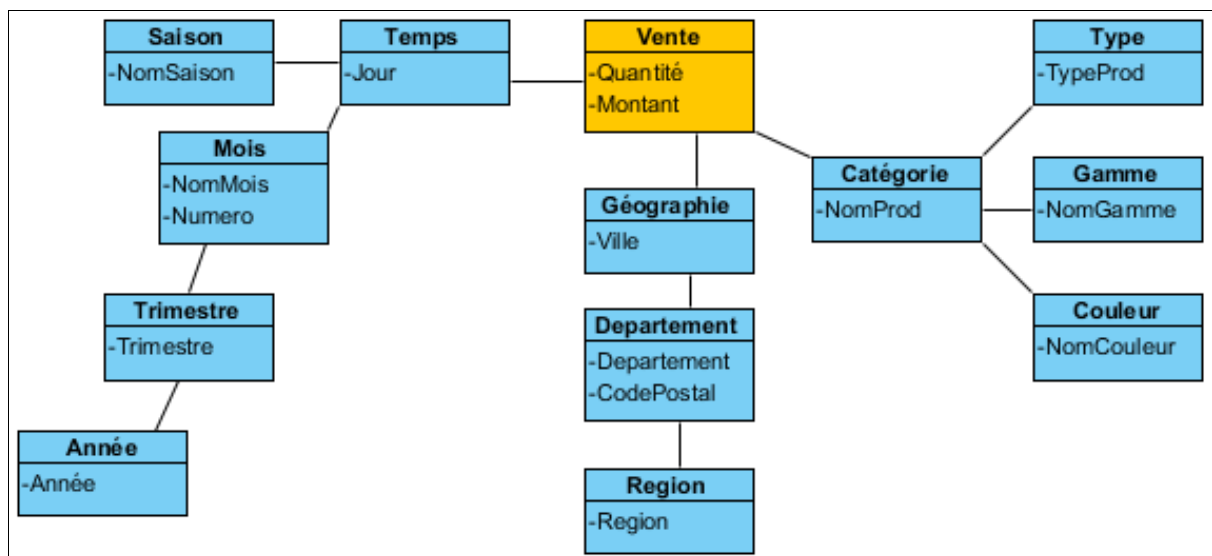 Saison
-NomSaison
Temps
-Jour
Vente
-Quantité
-Montant
Type
-TypeProd
Mois
-NomMois
-Numero
Catégorie
-NomProd
Gamme
-NomGamme
Géographie
-Ville
Trimestre
-Trimestre
Departement
-Departement
-CodePostal
Couleur
-NomCouleur
Année
-Année
Region
-Region